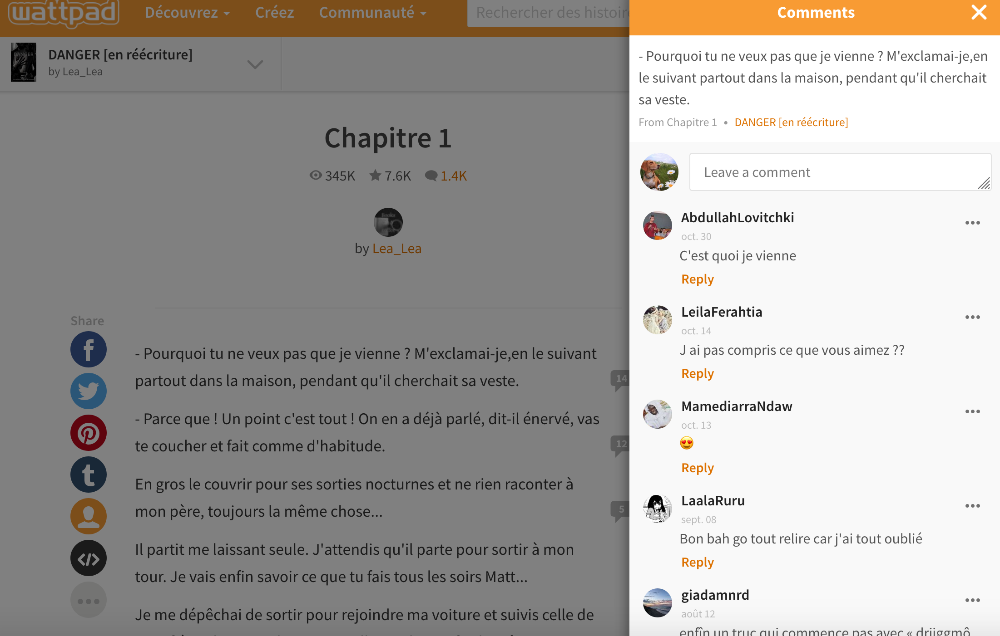 wattpad
Découvrez
Créez
Communauté
Rechercher des histoire
DANGER [en réécriture]
by Lea_Lea
DANGER
Chapitre 1
345K 7.6K 1.4K
by Lea_Lea
Share
- Pourquoi tu ne veux pas que je vienne ? M'exclamai-je,en le suivant
partout dans la maison, pendant qu'il cherchait sa veste.
14
- Parce que ! Un point c'est tout ! On en a déjà parlé, dit-il énervé, vas
te coucher et fait comme d'habitude.
12
En gros le couvrir pour ses sorties nocturnes et ne rien raconter à
mon père, toujours la même chose...
5
Il partit me laissant seule. J'attendis qu'il parte pour sortir à mon
tour. Je vais enfin savoir ce que tu fais tous les soirs Matt...
Je me dépêchai de sortir pour rejoindre ma voiture et suivis celle de
Comments
- Pourquoi tu ne veux pas que je vienne ? M'exclamai-je,en
le suivant partout dans la maison, pendant qu'il cherchait
sa veste.
From Chapitre 1 • DANGER [en réécriture]
Leave a comment
AbdullahLovitchki
oct. 30
C'est quoi je vienne
Reply
LeilaFerahtia
oct. 14
J ai pas compris ce que vous aimez ??
Reply
MamediarraNdaw
oct. 13
😍
Reply
LaalaRuru
sept. 08
Bon bah go tout relire car j'ai tout oublié
Reply
giadamnrd
août 12
enfîn un truc qui commence pas avec « driiggmô